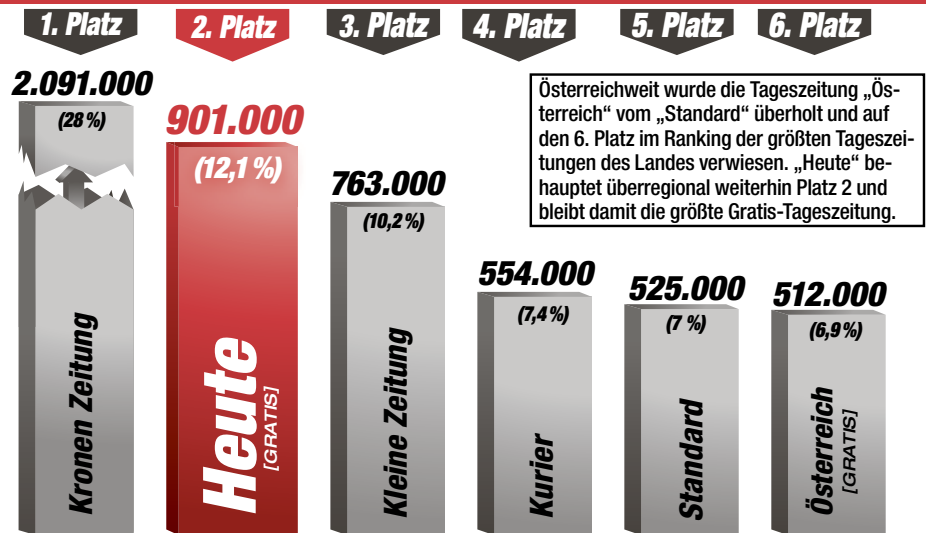 1. Platz
2. Platz
3. Platz
4. Platz
5. Platz
6. Platz
2.091.000
(28 %)
Kronen Zeitung
901.000
(12,1 %)
Heute
[GRATIS]
763.000
(10,2 %)
Kleine Zeitung
554.000
(7,4 %)
Kurier
525.000
(7 %)
Standard
512.000
(6,9 %)
Österreich
[GRATIS]
Österreichweit wurde die Tageszeitung „Ös-
terreich“ vom „Standard“ überholt und auf
den 6. Platz im Ranking der größten Tageszei-
tungen des Landes verwiesen. „Heute“ be-
hauptet überregional weiterhin Platz 2 und
bleibt damit die größte Gratis-Tageszeitung.